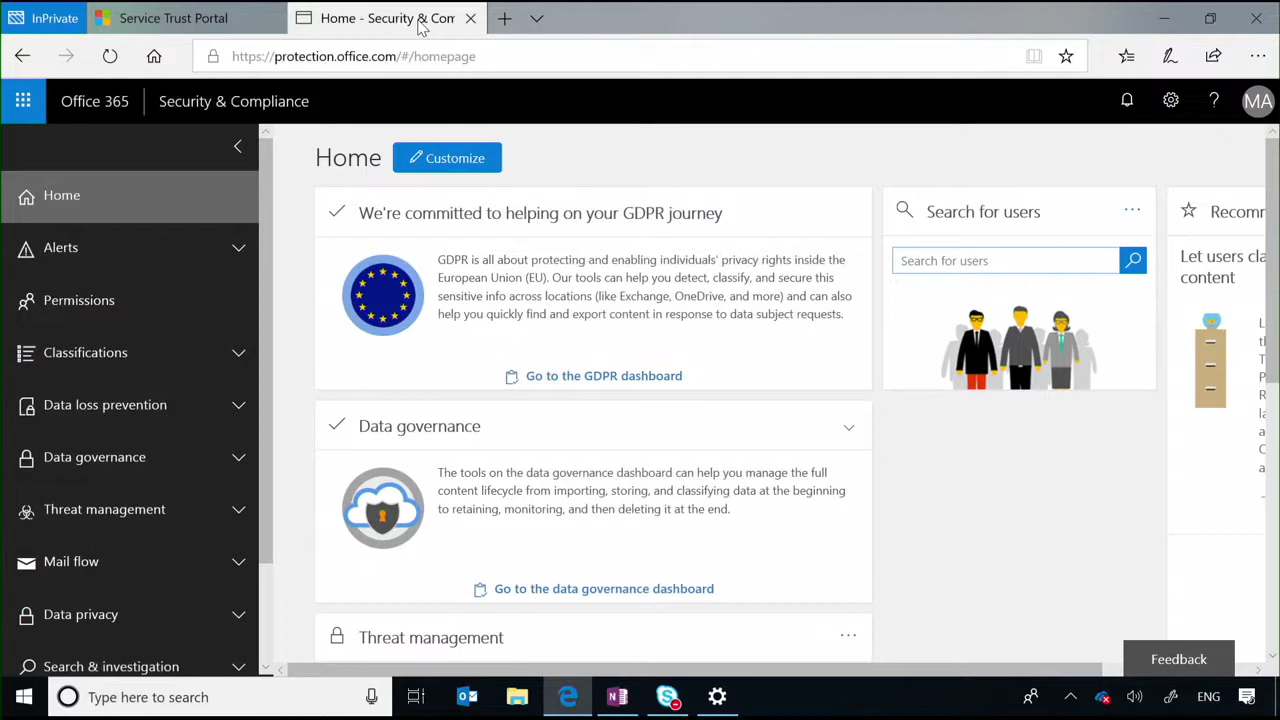 InPrivate
Service Trust Portal
Home - Security & Com
https://protection.office.com/#/homepage
Office 365
Security & Compliance
MA
Home
Alerts
Permissions
Classifications
Data loss prevention
Data governance
Threat management
Mail flow
Data privacy
Search & investigation
Home
Customize
We're committed to helping on your GDPR journey
GDPR is all about protecting and enabling individuals' privacy rights inside the
European Union (EU). Our tools can help you detect, classify, and secure this
sensitive info across locations (like Exchange, OneDrive, and more) and can also
help you quickly find and export content in response to data subject requests.
Go to the GDPR dashboard
Data governance
The tools on the data governance dashboard can help you manage the full
content lifecycle from importing, storing, and classifying data at the beginning
to retaining, monitoring, and then deleting it at the end.
Go to the data governance dashboard
Threat management
Search for users
Search for users
Recomm
Let users cla
content
Feedback
Type here to search
ENG